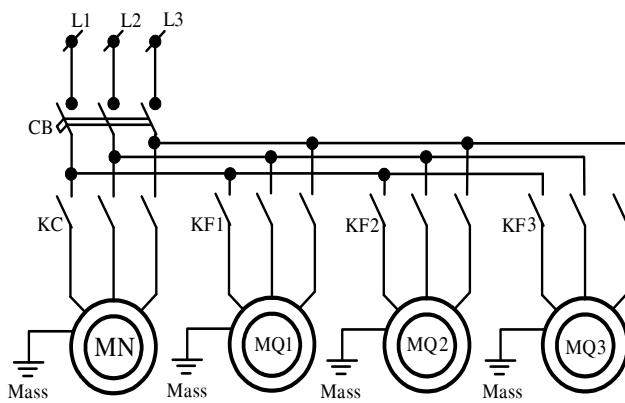 L1 L2 L3
CB
KC KF1 KF2 KF3
MN MQ1 MQ2 MQ3
Mass Mass Mass Mass